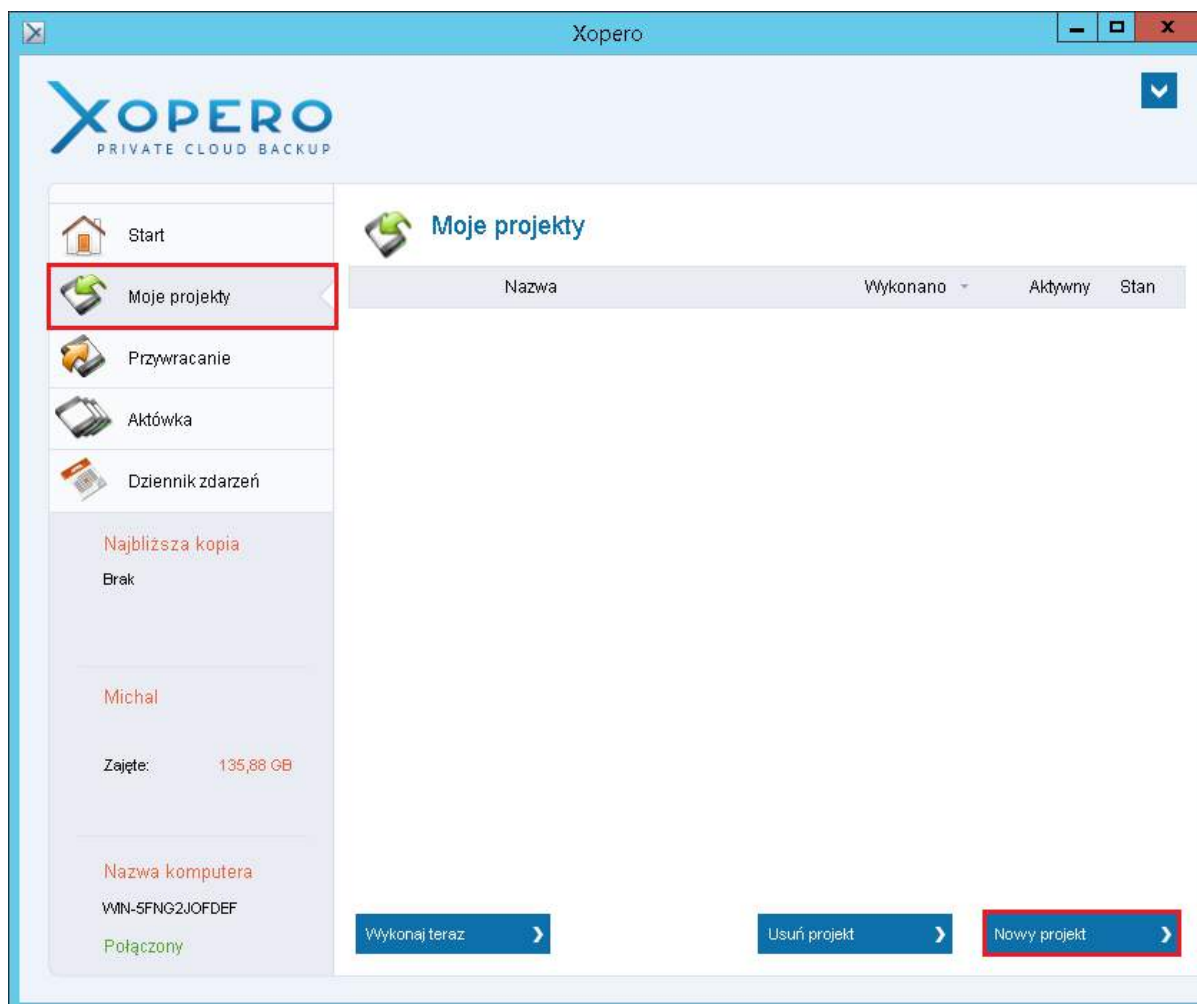 Xopero
XOPERO
PRIVATE CLOUD BACKUP
Start
Moje projekty
Przywracanie
Aktówka
Dziennik zdarzeń
Najbliższa kopia
Brak
Michal
Zajęte: 135,88 GB
Nazwa komputera
WIN-5FNG2JOFDEF
Połączony
Moje projekty
Nazwa Wykonano Aktywny Stan
Wykonaj teraz Usuń projekt Nowy projekt